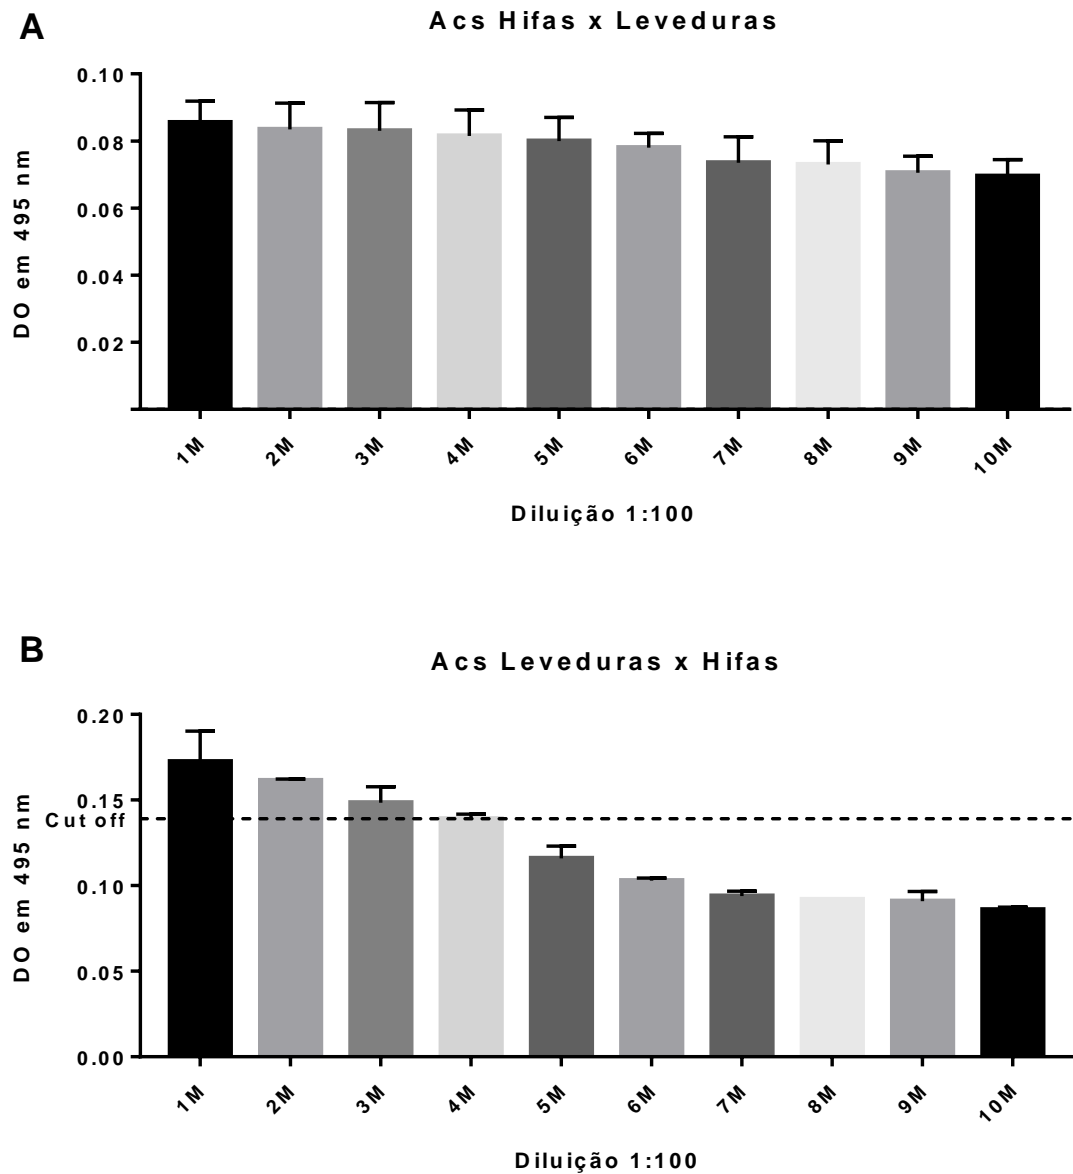 A
Acs Hifas x Leveduras
0.10
0.08
0.06
0.04
0.02
DO em 495 nm
1M
2M
3M
4M
5M
6M
7M
8M
9M
10M
Diluição 1:100
B
Acs Leveduras x Hifas
0.20
0.15
Cut off
0.10
0.05
0.00
DO em 495 nm
1M
2M
3M
4M
5M
6M
7M
8M
9M
10M
Diluição 1:100